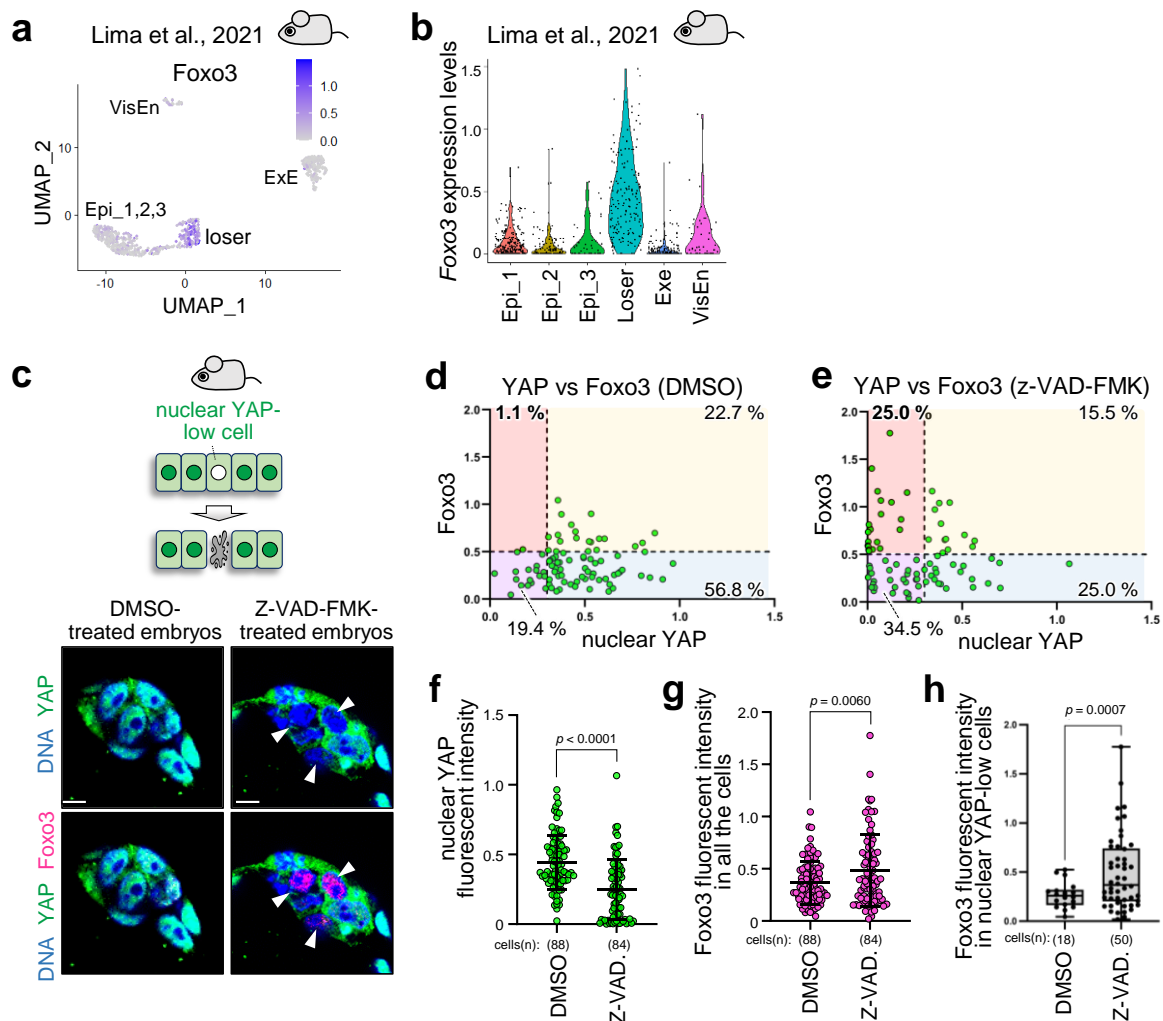 a
Lima et al., 2021
Foxo3
1.0
0.5
0.0
VisEn
ExE
Epi_1,2,3
loser
UMAP_2
10
0
-10
0
10
UMAP_1
b
Lima et al., 2021
Foxo3 expression levels
1.5
1.0
0.5
0
Epi_1
Epi_2
Epi_3
Loser
Exe
VisEn
c
nuclear YAP-
low cell
DMSO-
treated embryos
Z-VAD-FMK-
treated embryos
DNA YAP
DNA YAP Foxo3
d
YAP vs Foxo3 (DMSO)
1.1 %
22.7 %
56.8 %
19.4 %
Foxo3
2.0
1.5
1.0
0.5
0.0
0.0
0.5
1.0
1.5
nuclear YAP
e
YAP vs Foxo3 (z-VAD-FMK)
25.0 %
15.5 %
25.0 %
34.5 %
Foxo3
2.0
1.5
1.0
0.5
0.0
0.0
0.5
1.0
1.5
nuclear YAP
f
nuclear YAP
fluorescent intensity
1.5
1.0
0.5
0
p < 0.0001
cells(n): (88) (84)
DMSO
Z-VAD.
g
Foxo3 fluorescent intensity
in all the cells
2.0
1.5
1.0
0.5
0.0
p = 0.0060
cells(n): (88) (84)
DMSO
Z-VAD.
h
Foxo3 fluorescent intensity
in nuclear YAP-low cells
2.0
1.5
1.0
0.5
0.0
p = 0.0007
cells(n): (18) (50)
DMSO
Z-VAD.